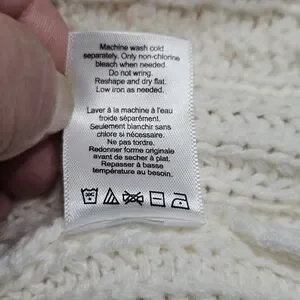 Machine wash cold
separately. Only non-chlorine
bleach when needed.
Do not wring.
Reshape and dry flat.
Low iron as needed.
Laver à la machine à l'eau
froide séparément.
Seulement blanchir sans
chlore si nécessaire.
Ne pas tordre.
Redonner forme originale
avant de sécher à plat.
Repasser à basse
température au besoin.
30C